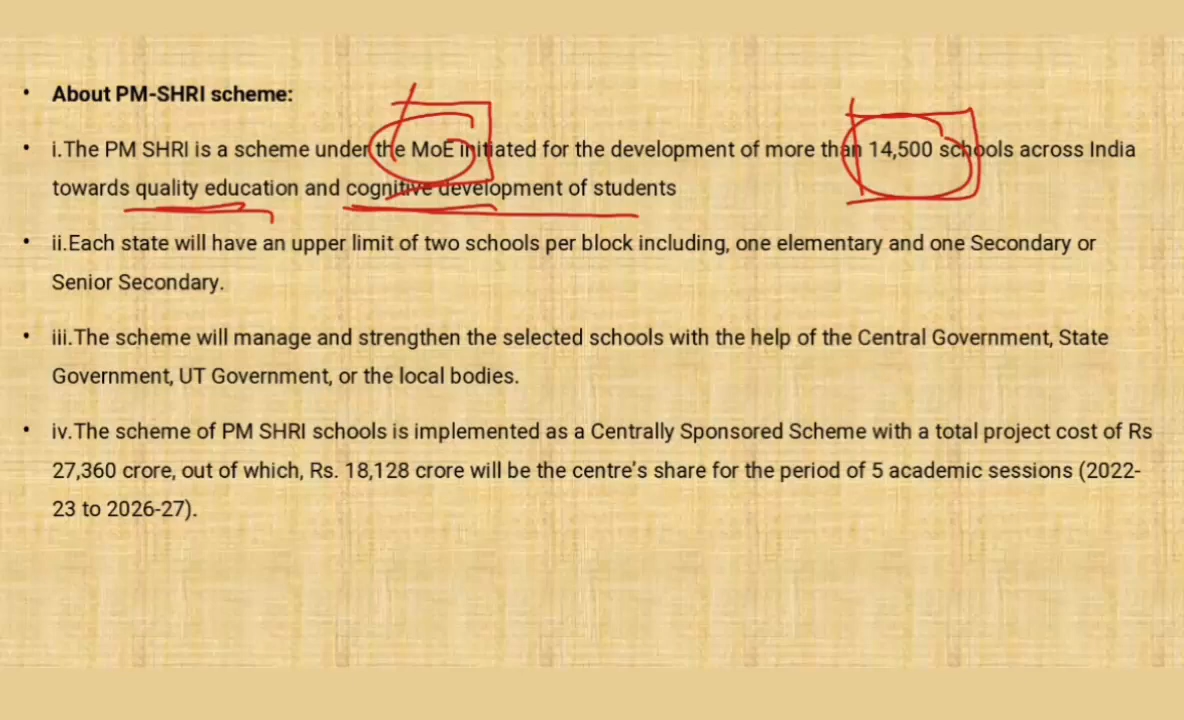 • About PM-SHRI scheme:
• i.The PM SHRI is a scheme under the MoE initiated for the development of more than 14,500 schools across India
towards quality education and cognitive development of students
• ii.Each state will have an upper limit of two schools per block including, one elementary and one Secondary or
Senior Secondary.
• iii.The scheme will manage and strengthen the selected schools with the help of the Central Government, State
Government, UT Government, or the local bodies.
• iv.The scheme of PM SHRI schools is implemented as a Centrally Sponsored Scheme with a total project cost of Rs
27,360 crore, out of which, Rs. 18,128 crore will be the centre's share for the period of 5 academic sessions (2022-
23 to 2026-27).